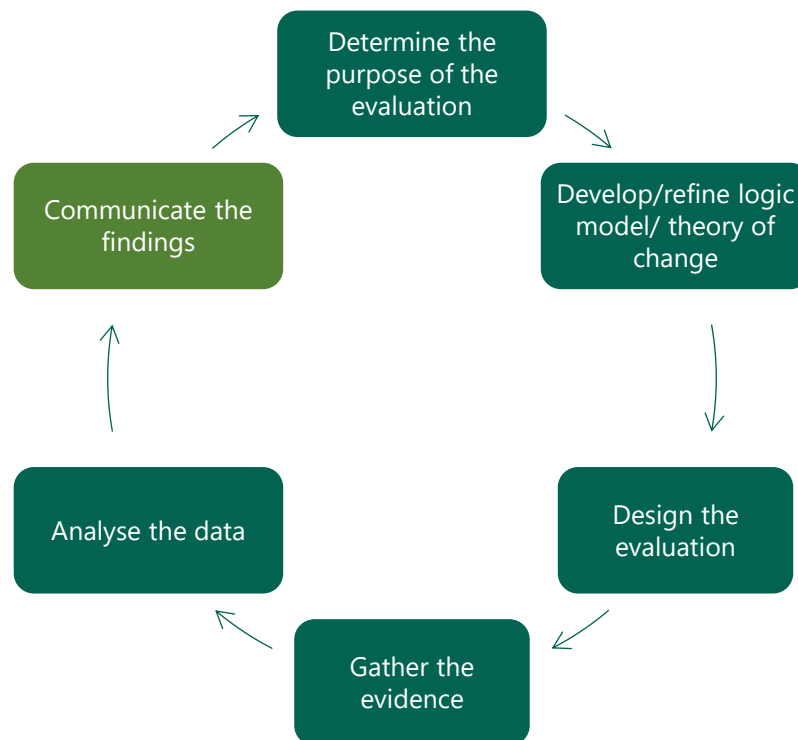 Determine the
purpose of the
evaluation
Develop/refine logic
model/ theory of
change
Design the
evaluation
Gather the
evidence
Analyse the data
Communicate the
findings